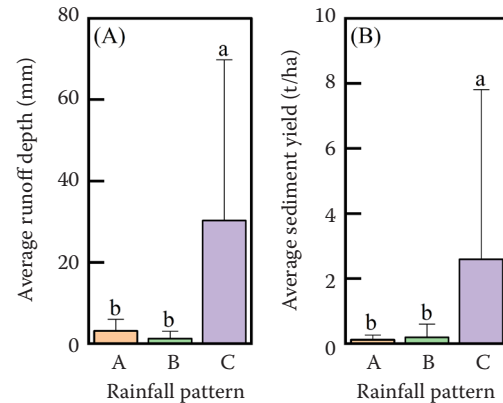 (A)
Average runoff depth (mm)
80
60
40
20
0
b
b
a
A B C
Rainfall pattern
(B)
Average sediment yield (t/ha)
10
8
6
4
2
0
b
b
a
A B C
Rainfall pattern